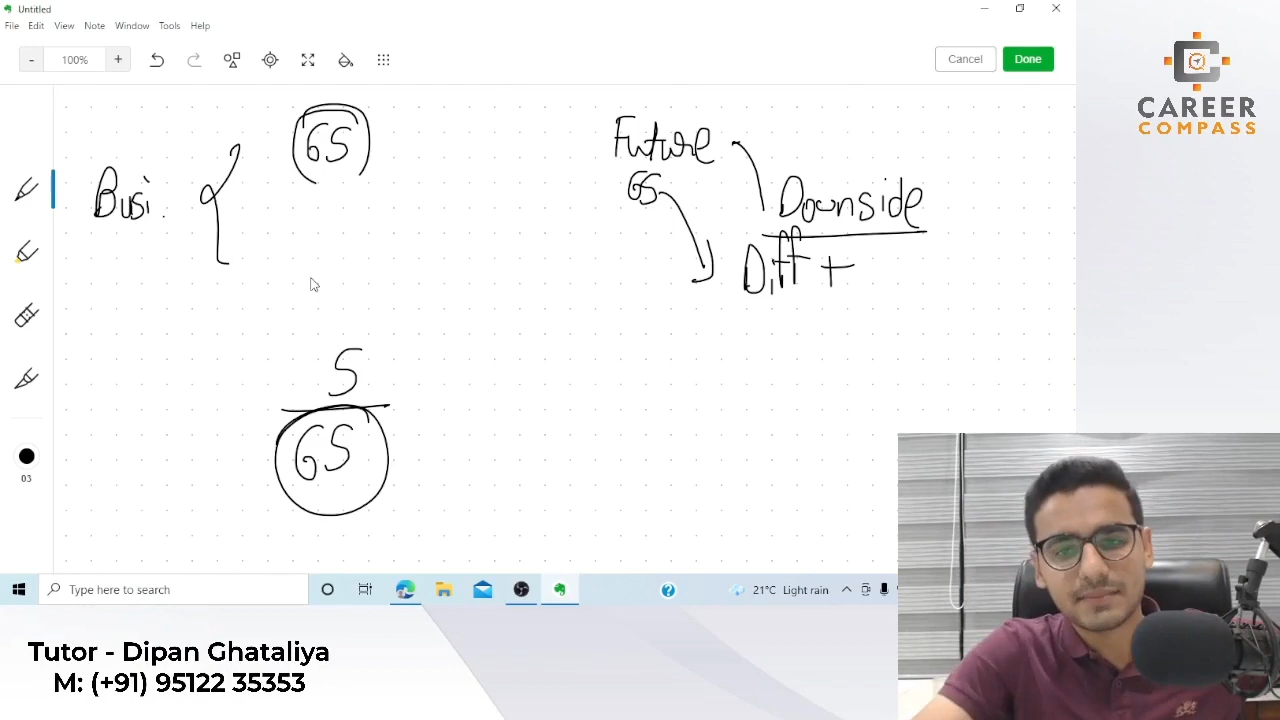 Untitled
File Edit View Note Window Tools Help
- 100% +
Cancel Done
CAREER
COMPASS
GS
Future
Busi.
GS
Downside
Diff +
S
GS
03
Type here to search
21°C Light rain
Tutor - Dipan Ghataliya
M: (+91) 95122 35353